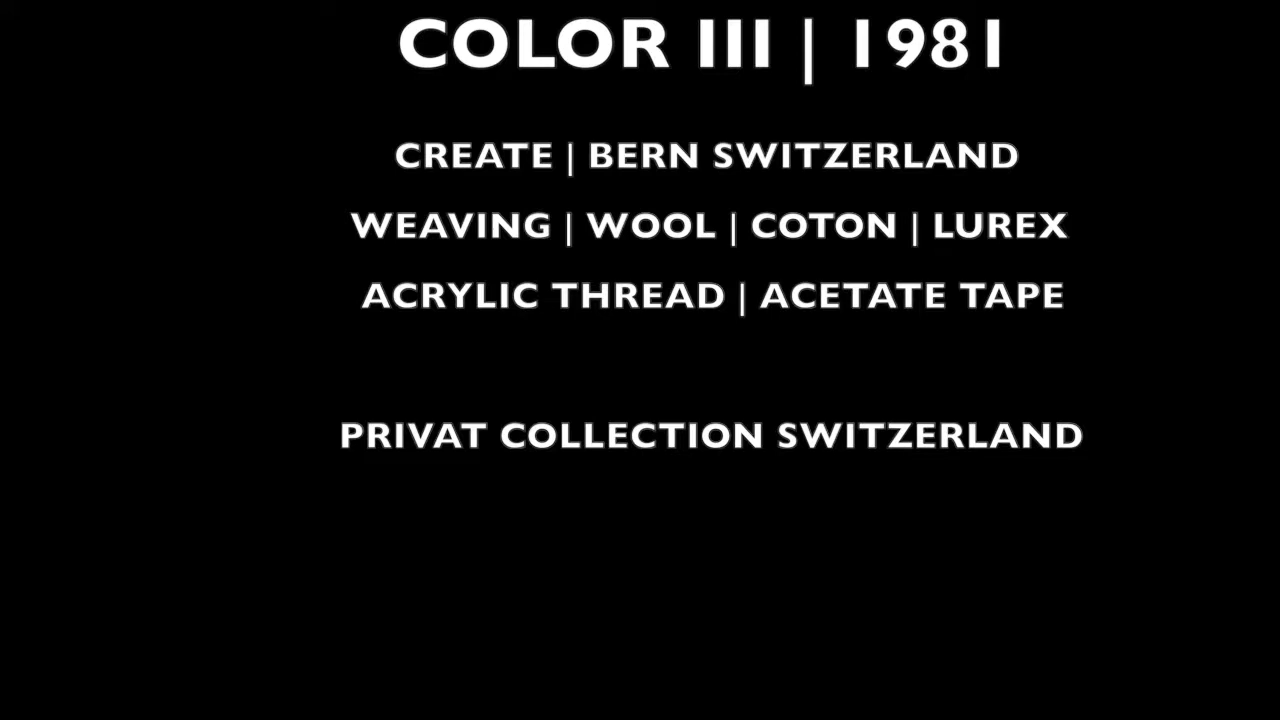 COLOR III | 1981
CREATE | BERN SWITZERLAND
WEAVING | WOOL | COTON | LUREX
ACRYLIC THREAD | ACETATE TAPE
PRIVAT COLLECTION SWITZERLAND